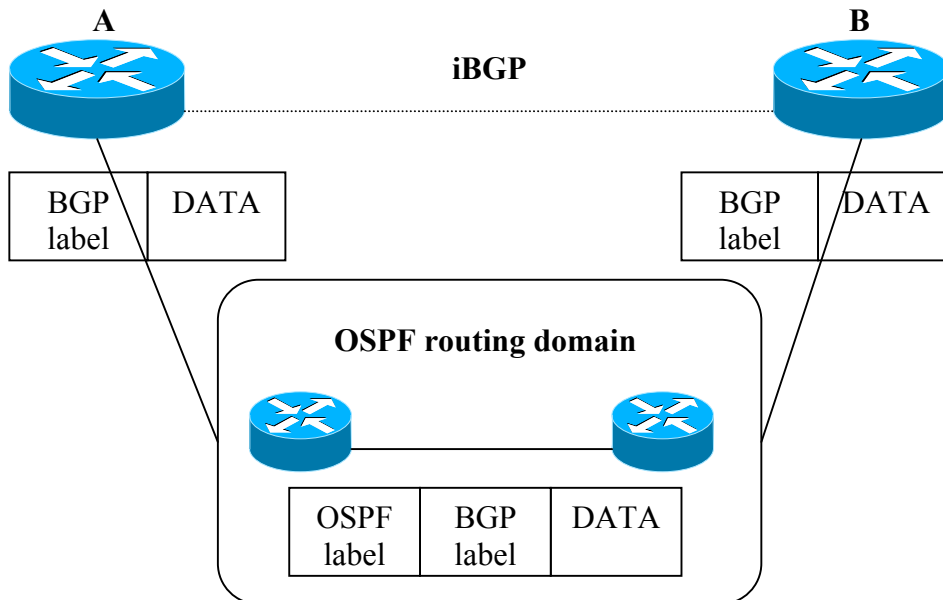 A
B
iBGP
BGP
label
DATA
BGP
label
DATA
OSPF routing domain
OSPF
label
BGP
label
DATA